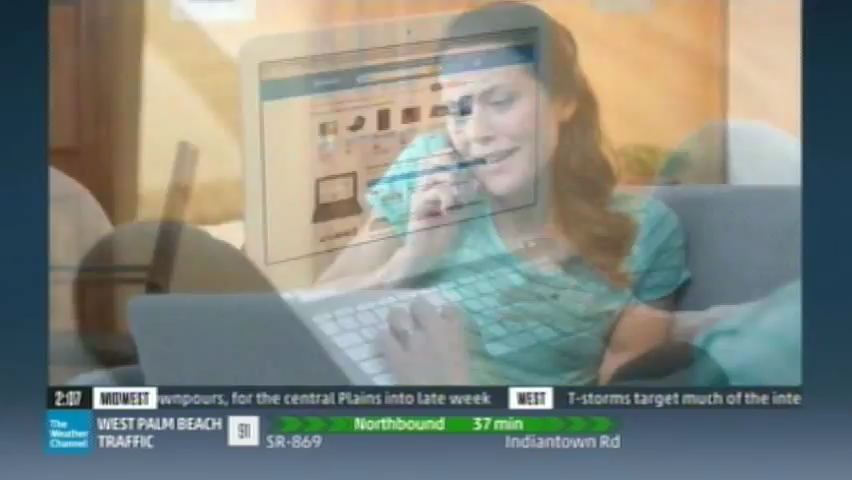 2:07 MIDWEST wnpours, for the central Plains into late week WEST T-storms target much of the inte
The Weather Channel
WEST PALM BEACH TRAFFIC
91
Northbound 37 min
SR-869 Indiantown Rd